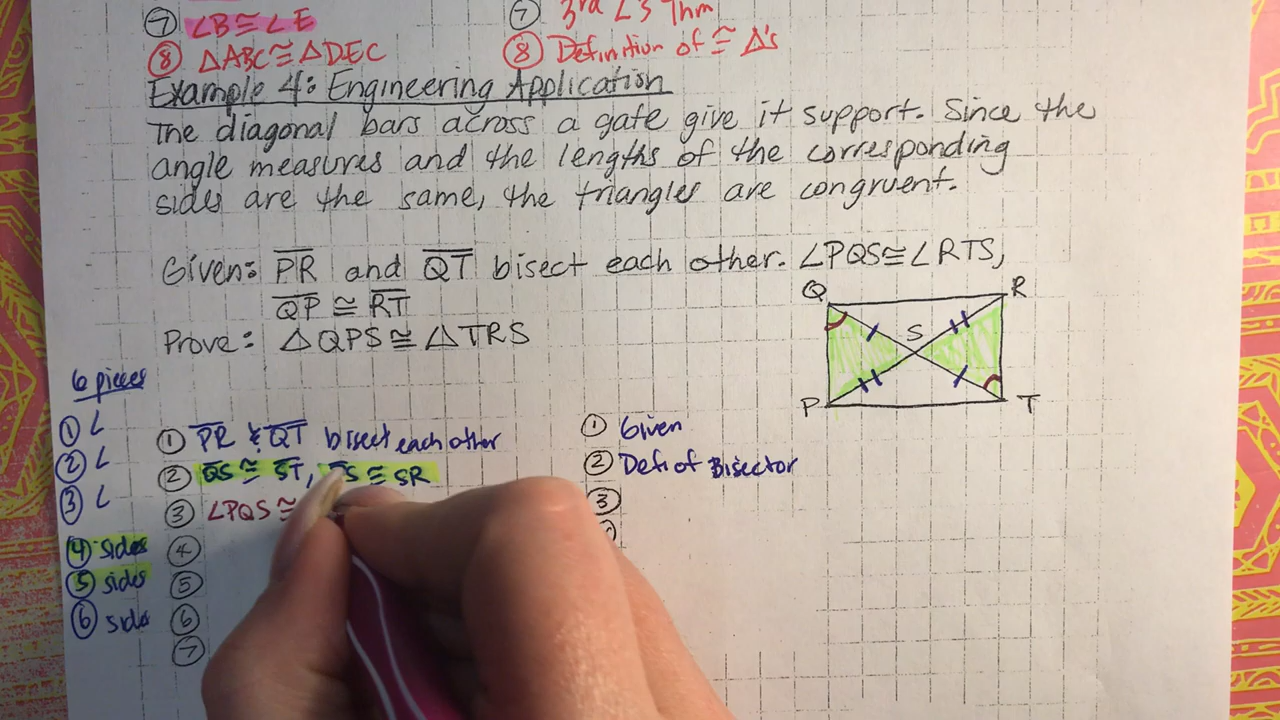 ⑦ ∠B ≅ ∠E ⑦ 3rd ∠'s Thm
⑧ △ABC ≅ △DEC ⑧ Definition of ≅ △'s
Example 4: Engineering Application
The diagonal bars across a gate give it support. Since the
angle measures and the lengths of the corresponding
sides are the same, the triangles are congruent.
Given: PR and QT bisect each other. ∠PQS ≅ ∠RTS,
QP ≅ RT
Prove: △QPS ≅ △TRS
Q R
S
P T
6 pieces
① ∠
② ∠
③ ∠
④ sides
⑤ sides
⑥ side
① PR & QT bisect each other ① Given
② QS ≅ ST, PS ≅ SR ② Def. of Bisector
③ ∠PQS ≅ ③
④
⑤
⑥
⑦